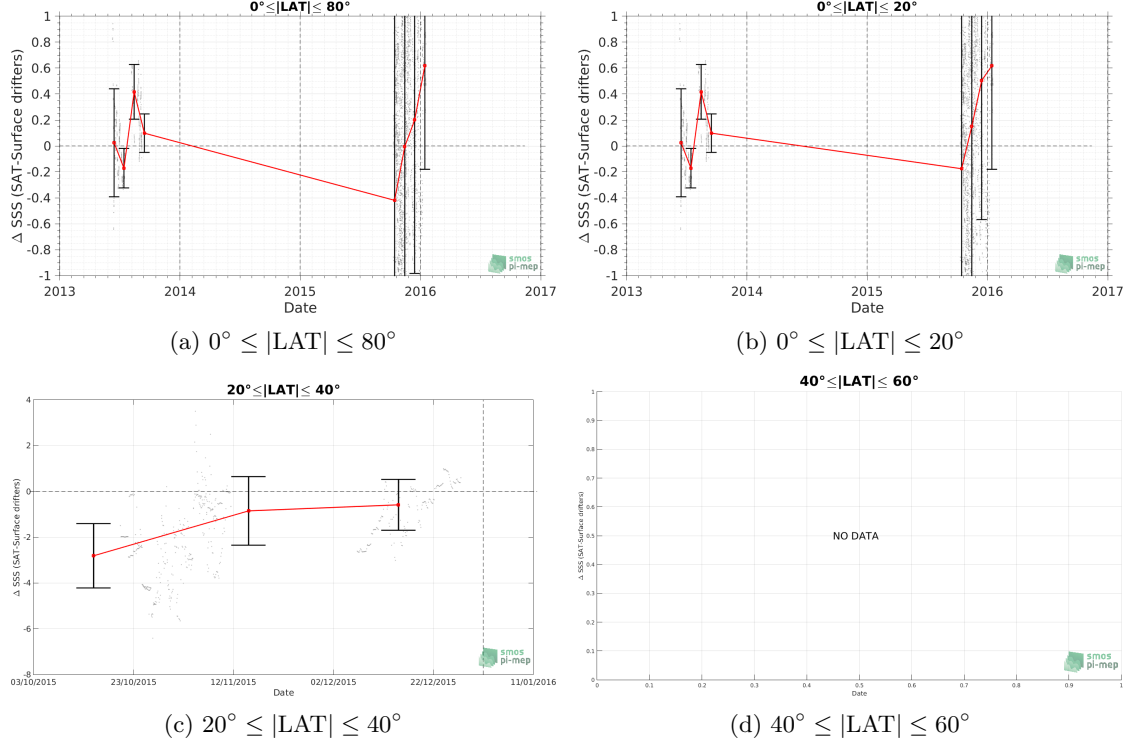 0°≤|LAT|≤ 80°
1
0.8
0.6
0.4
0.2
0
-0.2
-0.4
-0.6
-0.8
-1
Δ SSS (SAT-Surface drifters)
2013
2014
2015
2016
2017
Date
smos
pi-mep
(a) 0° ≤ |LAT| ≤ 80°
0°≤|LAT|≤ 20°
1
0.8
0.6
0.4
0.2
0
-0.2
-0.4
-0.6
-0.8
-1
Δ SSS (SAT-Surface drifters)
2013
2014
2015
2016
2017
Date
smos
pi-mep
(b) 0° ≤ |LAT| ≤ 20°
20°≤|LAT|≤ 40°
4
2
0
-2
-4
-6
-8
Δ SSS (SAT-Surface drifters)
03/10/2015
23/10/2015
12/11/2015
02/12/2015
22/12/2015
11/01/2016
Date
smos
pi-mep
(c) 20° ≤ |LAT| ≤ 40°
40°≤|LAT|≤ 60°
1
0.9
0.8
0.7
0.6
0.5
0.4
0.3
0.2
0.1
0
Δ SSS (SAT-Surface drifters)
NO DATA
0
0.1
0.2
0.3
0.4
0.5
0.6
0.7
0.8
0.9
1
Date
smos
pi-mep
(d) 40° ≤ |LAT| ≤ 60°